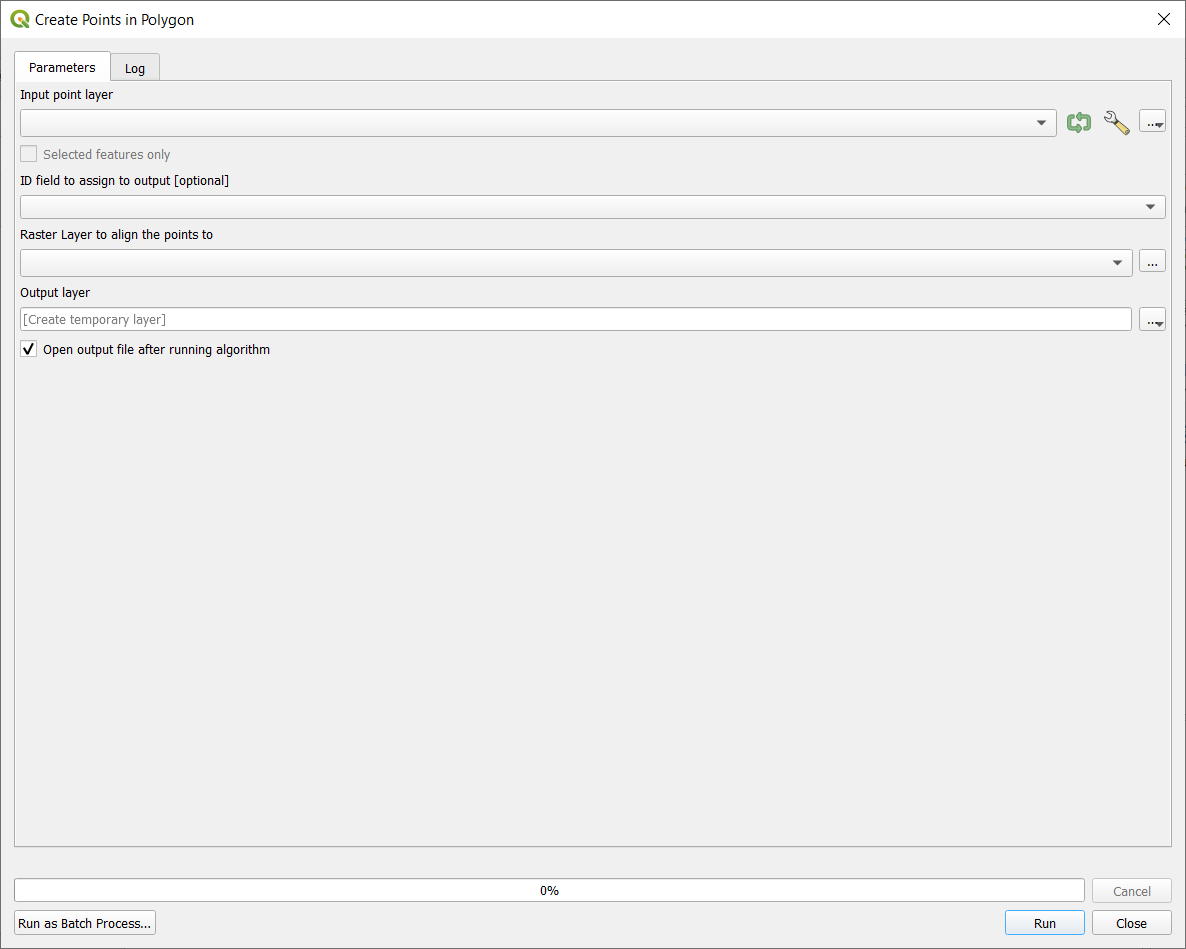 Create Points in Polygon
Parameters
Log
Input point layer
...
Selected features only
ID field to assign to output [optional]
Raster Layer to align the points to
...
Output layer
[Create temporary layer]
...
Open output file after running algorithm
0%
Cancel
Run as Batch Process...
Run
Close